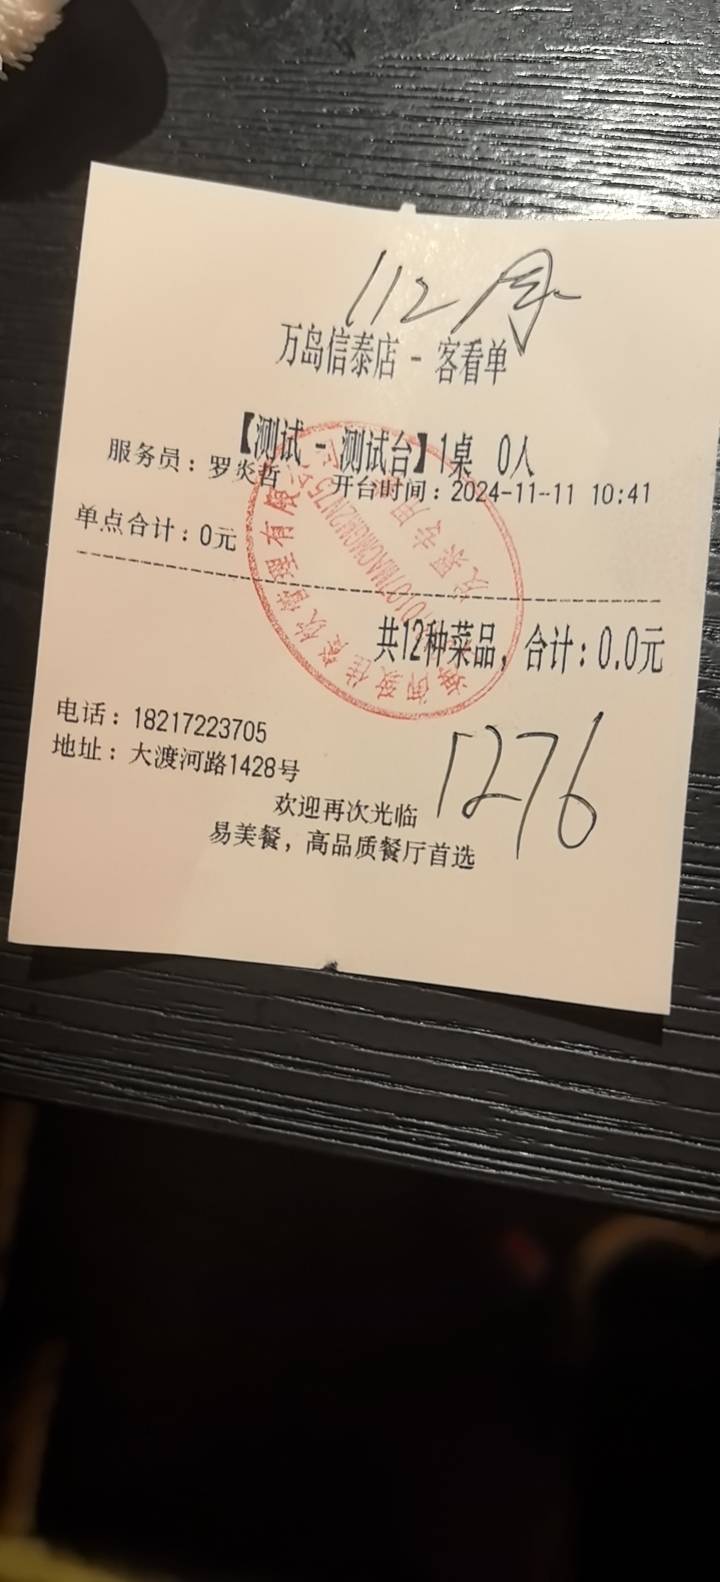 112
万岛信泰店 - 客看单
【测试 - 测试台】1桌 0人
服务员：罗炎哲 开台时间：2024-11-11 10:41
单点合计：0元
共12种菜品，合计：0.0元
电话：18217223705
地址：大渡河路1428号
1276
欢迎再次光临
易美餐，高品质餐厅首选